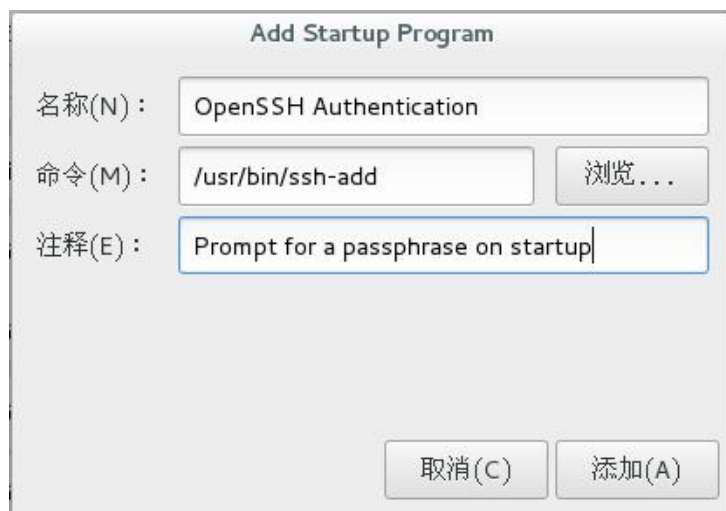 Add Startup Program
名称(N)： OpenSSH Authentication
命令(M)： /usr/bin/ssh-add 浏览...
注释(E)： Prompt for a passphrase on startup
取消(C) 添加(A)